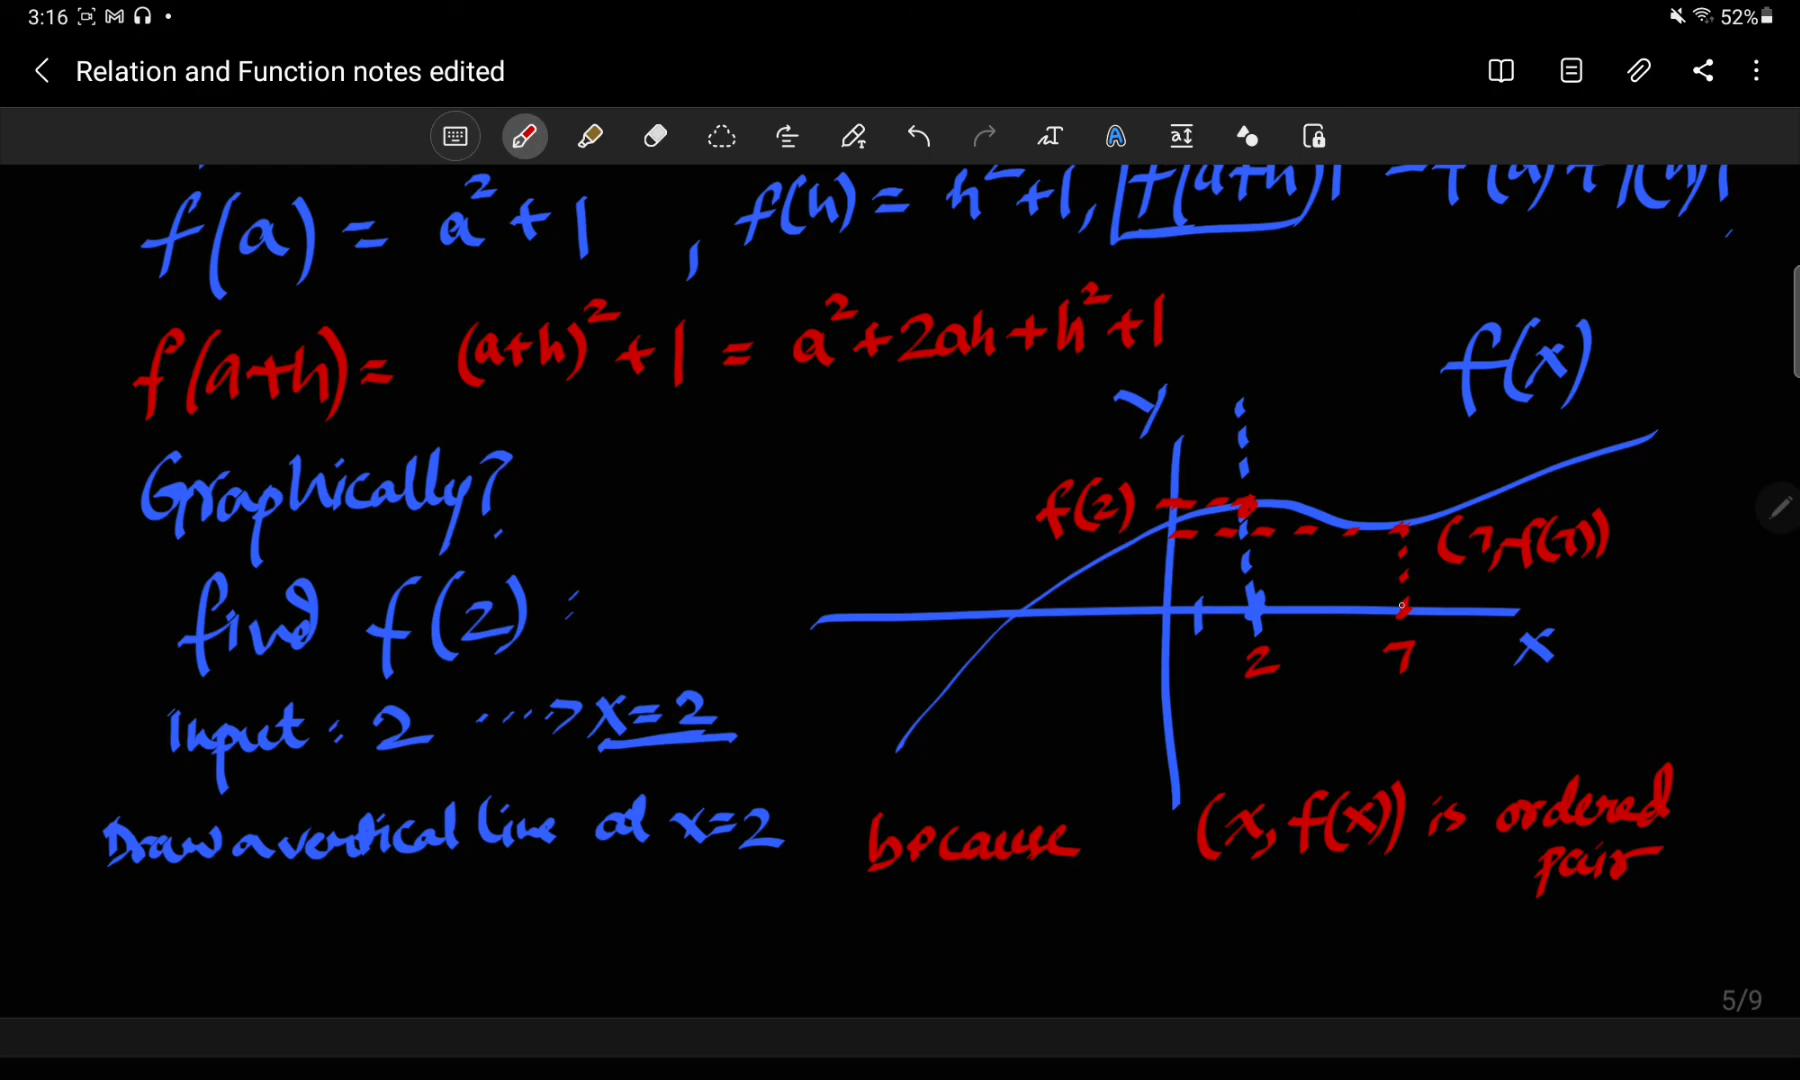 3:16
52%
Relation and Function notes edited
f(a) = a²+1 , f(h) = h²+1, f(a+h)
f(a+h) = (a+h)²+1 = a²+2ah+h²+1
f(x)
y
Graphically?
f(2)
(7, f(7))
find f(2) :
x
2
7
Input : 2 ...> x=2
Draw a vertical line at x=2
because (x, f(x)) is ordered
pair
5/9